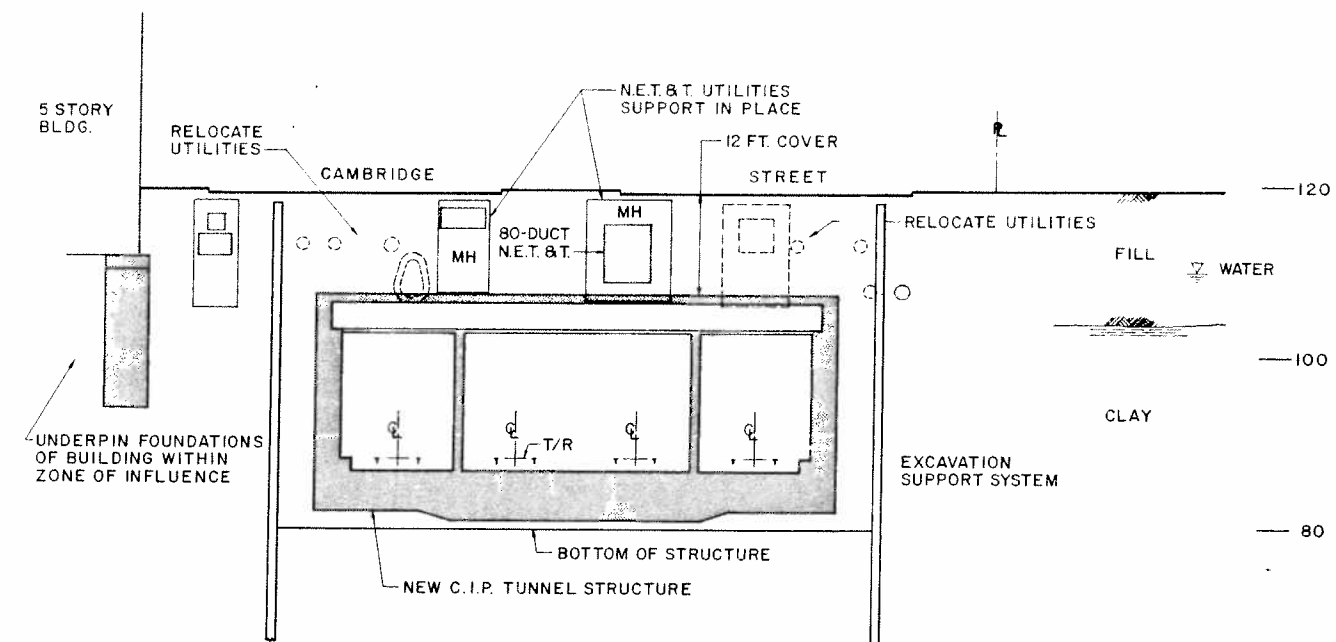 5 STORY
BLDG.
RELOCATE
UTILITIES
N.E.T. & T. UTILITIES
SUPPORT IN PLACE
12 FT. COVER
P̶L̶
CAMBRIDGE
STREET
120
MH
MH
80-DUCT
N.E.T. & T.
RELOCATE UTILITIES
FILL
WATER
100
CLAY
℄
℄
℄
℄
T/R
UNDERPIN FOUNDATIONS
OF BUILDING WITHIN
ZONE OF INFLUENCE
EXCAVATION
SUPPORT SYSTEM
80
BOTTOM OF STRUCTURE
NEW C.I.P. TUNNEL STRUCTURE